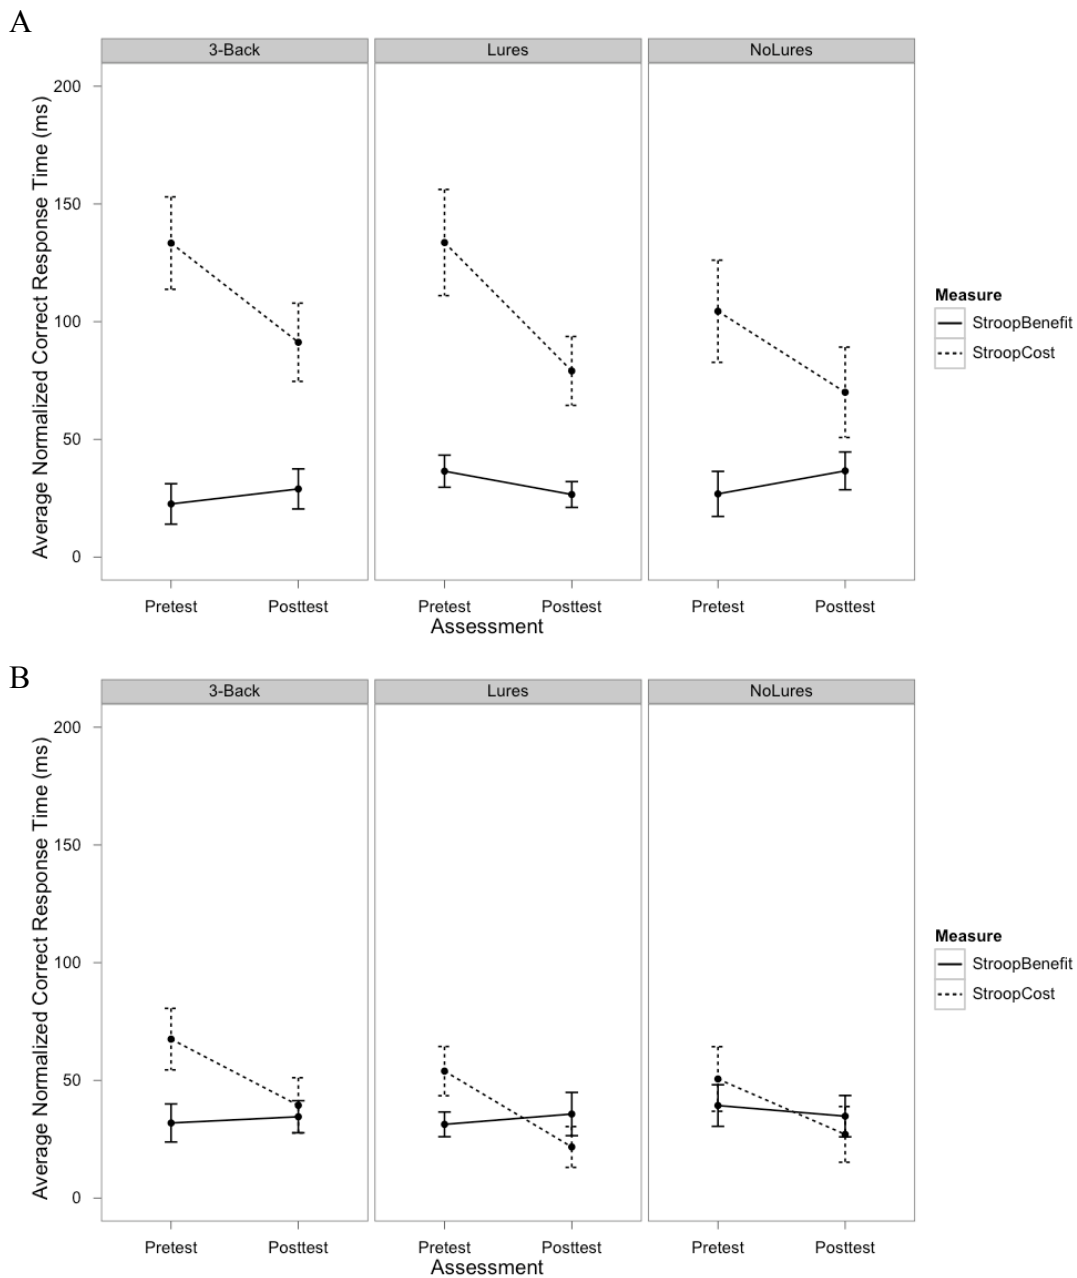 A
3-Back Lures NoLures
Average Normalized Correct Response Time (ms)
200
150
100
50
0
Measure
StroopBenefit
StroopCost
Pretest Posttest Pretest Posttest Pretest Posttest
Assessment
B
3-Back Lures NoLures
Average Normalized Correct Response Time (ms)
200
150
100
50
0
Measure
StroopBenefit
StroopCost
Pretest Posttest Pretest Posttest Pretest Posttest
Assessment